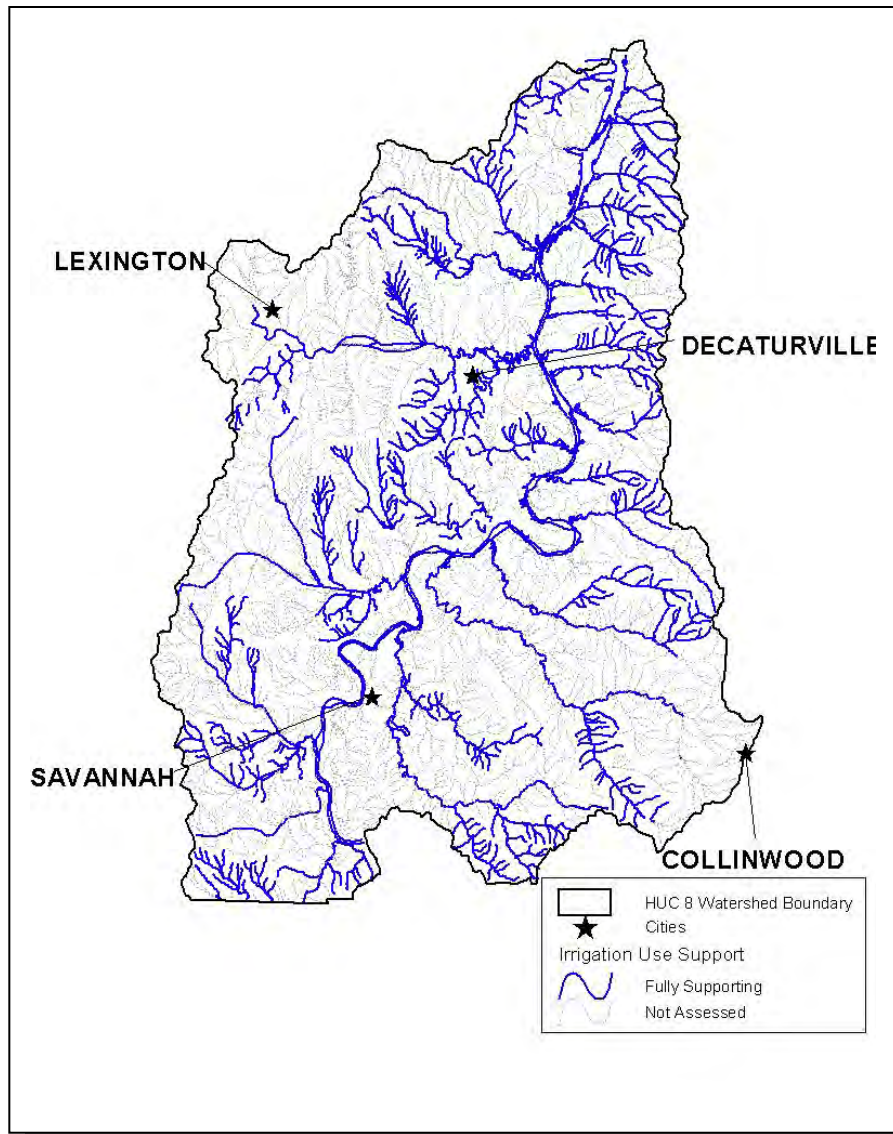 LEXINGTON
DECATURVILLE
SAVANNAH
COLLINWOOD
HUC 8 Watershed Boundary
Cities
Irrigation Use Support
Fully Supporting
Not Assessed